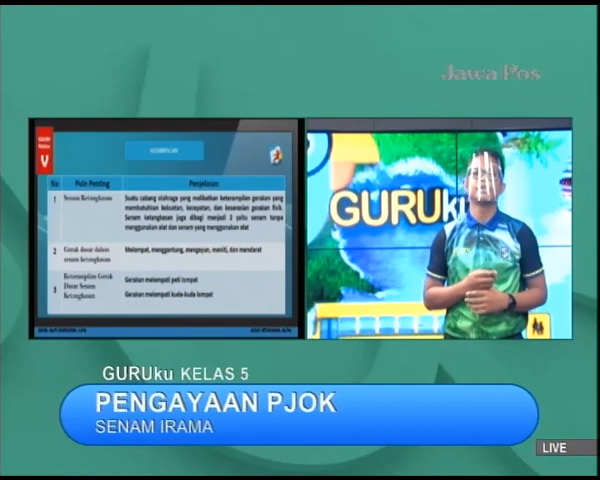 Jawa Pos
V
KESIMPULAN
No Poin Penting Penjelasan
1 Senam Ketangkasan Suatu cabang olahraga yang melibatkan keterampilan gerakan yang
membutuhkan kekuatan, kecepatan, dan keserasian gerakan fisik.
Senam ketangkasan juga dibagi menjadi 2 yaitu senam tanpa
menggunakan alat dan senam yang menggunakan alat
2 Gerak dasar dalam
senam ketangkasan
Melompat, menggantung, mengayun, meniti, dan mendarat
3 Keterampilan Gerak
Dasar Senam
Ketangkasan
Gerakan melompati peti lompat
Gerakan melompati kuda-kuda lompat
GURUku
GURUku KELAS 5
PENGAYAAN PJOK
SENAM IRAMA
LIVE